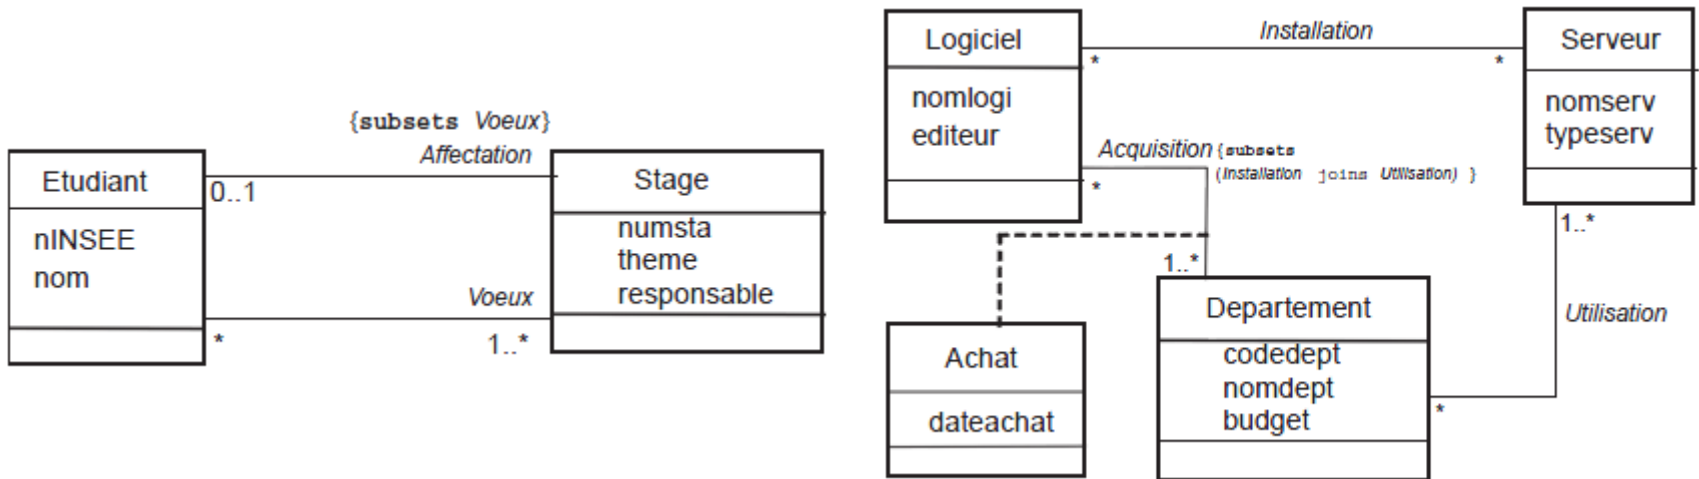 {subsets Voeux}
Affectation
Etudiant
0..1
Stage
nINSEE
nom
numsta
theme
responsable
Voeux
*
1..*
Logiciel
Installation
Serveur
*
*
nomlogi
editeur
nomserv
typeserv
Acquisition {subsets
(Installation joins Utilisation) }
*
1..*
1..*
Departement
Utilisation
Achat
codedept
nomdept
budget
*
dateachat